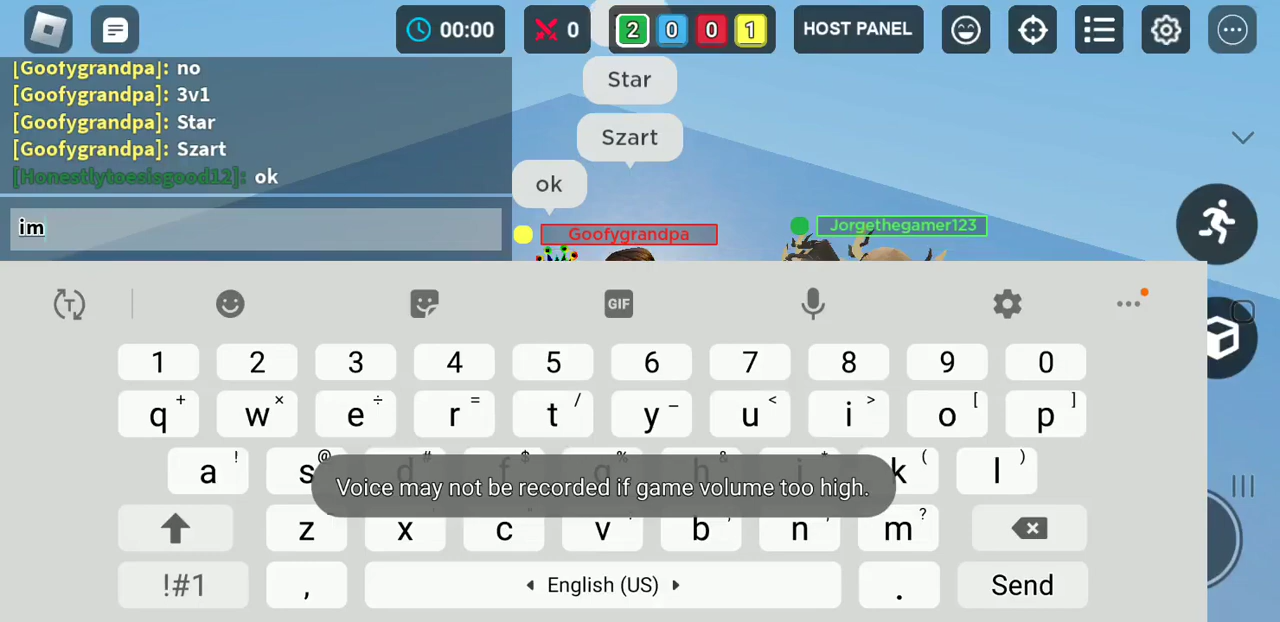 00:00
0
2 0 0 1
HOST PANEL
[Goofygrandpa]: no
[Goofygrandpa]: 3v1
[Goofygrandpa]: Star
[Goofygrandpa]: Szart
[Honestlytoesisgood12]: ok
im
Star
Szart
ok
Goofygrandpa
Jorgethegamer123
T
GIF
1 2 3 4 5 6 7 8 9 0
q + w × e ÷ r = t / y _ u < i > o [ p ]
a ! s @ d # f $ g % h & j * k ( l )
Voice may not be recorded if game volume too high.
z x c v b n m ?
!#1 , English (US) . Send